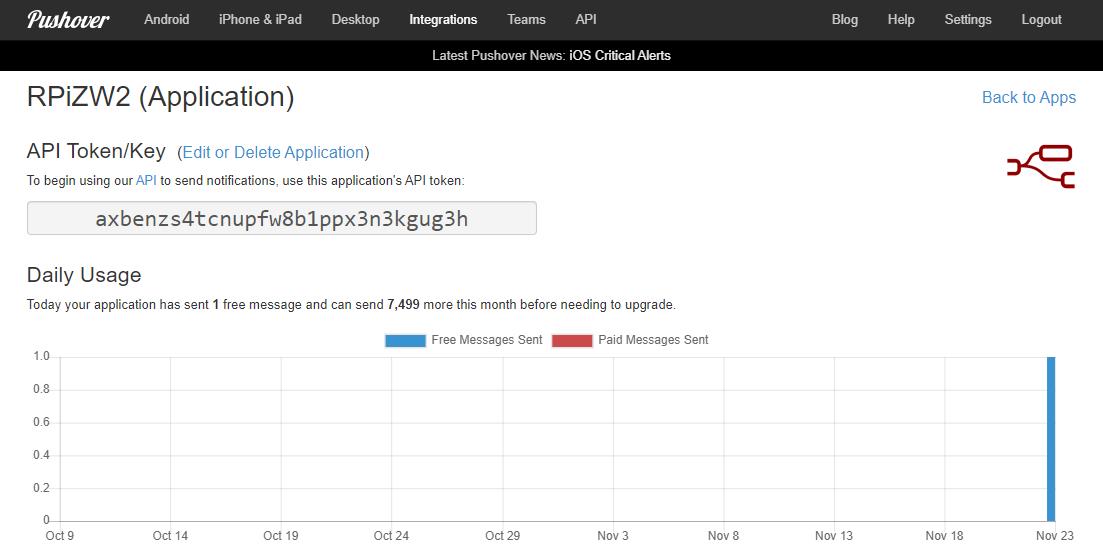 Pushover Android iPhone & iPad Desktop Integrations Teams API Blog Help Settings Logout
Latest Pushover News: iOS Critical Alerts
RPiZW2 (Application) Back to Apps
API Token/Key (Edit or Delete Application)
To begin using our API to send notifications, use this application's API token:
axbenzs4tcnupfw8b1ppx3n3kgug3h
Daily Usage
Today your application has sent 1 free message and can send 7,499 more this month before needing to upgrade.
Free Messages Sent Paid Messages Sent
1.0
0.8
0.6
0.4
0.2
0
Oct 9 Oct 14 Oct 19 Oct 24 Oct 29 Nov 3 Nov 8 Nov 13 Nov 18 Nov 23